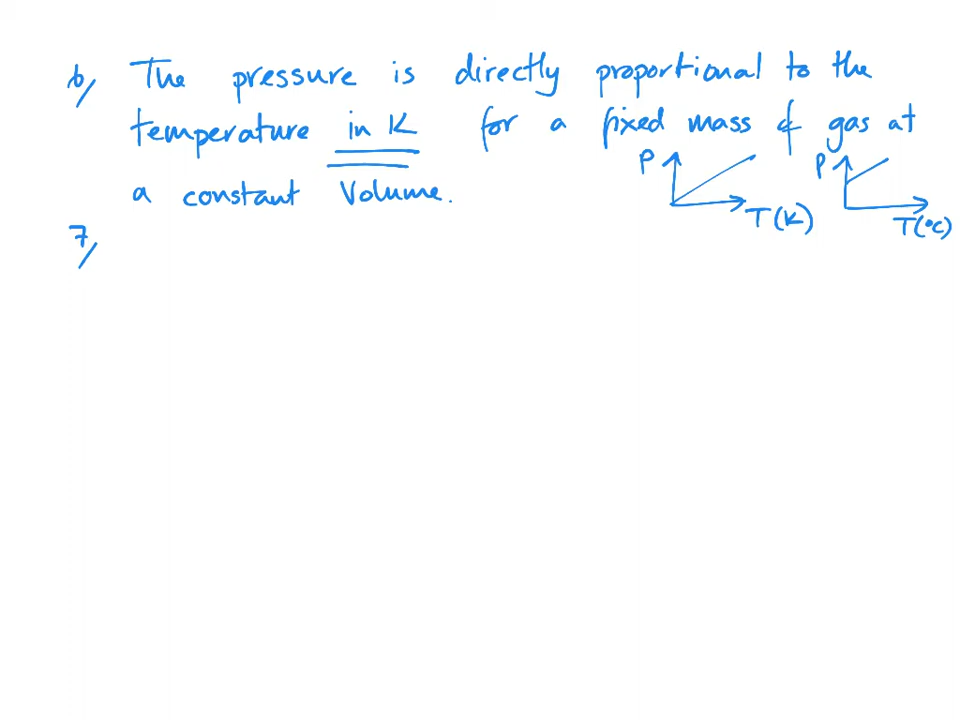 6/ The pressure is directly proportional to the
temperature in K for a fixed mass of gas at
a constant Volume.
P T(K) P T(°C)
7/